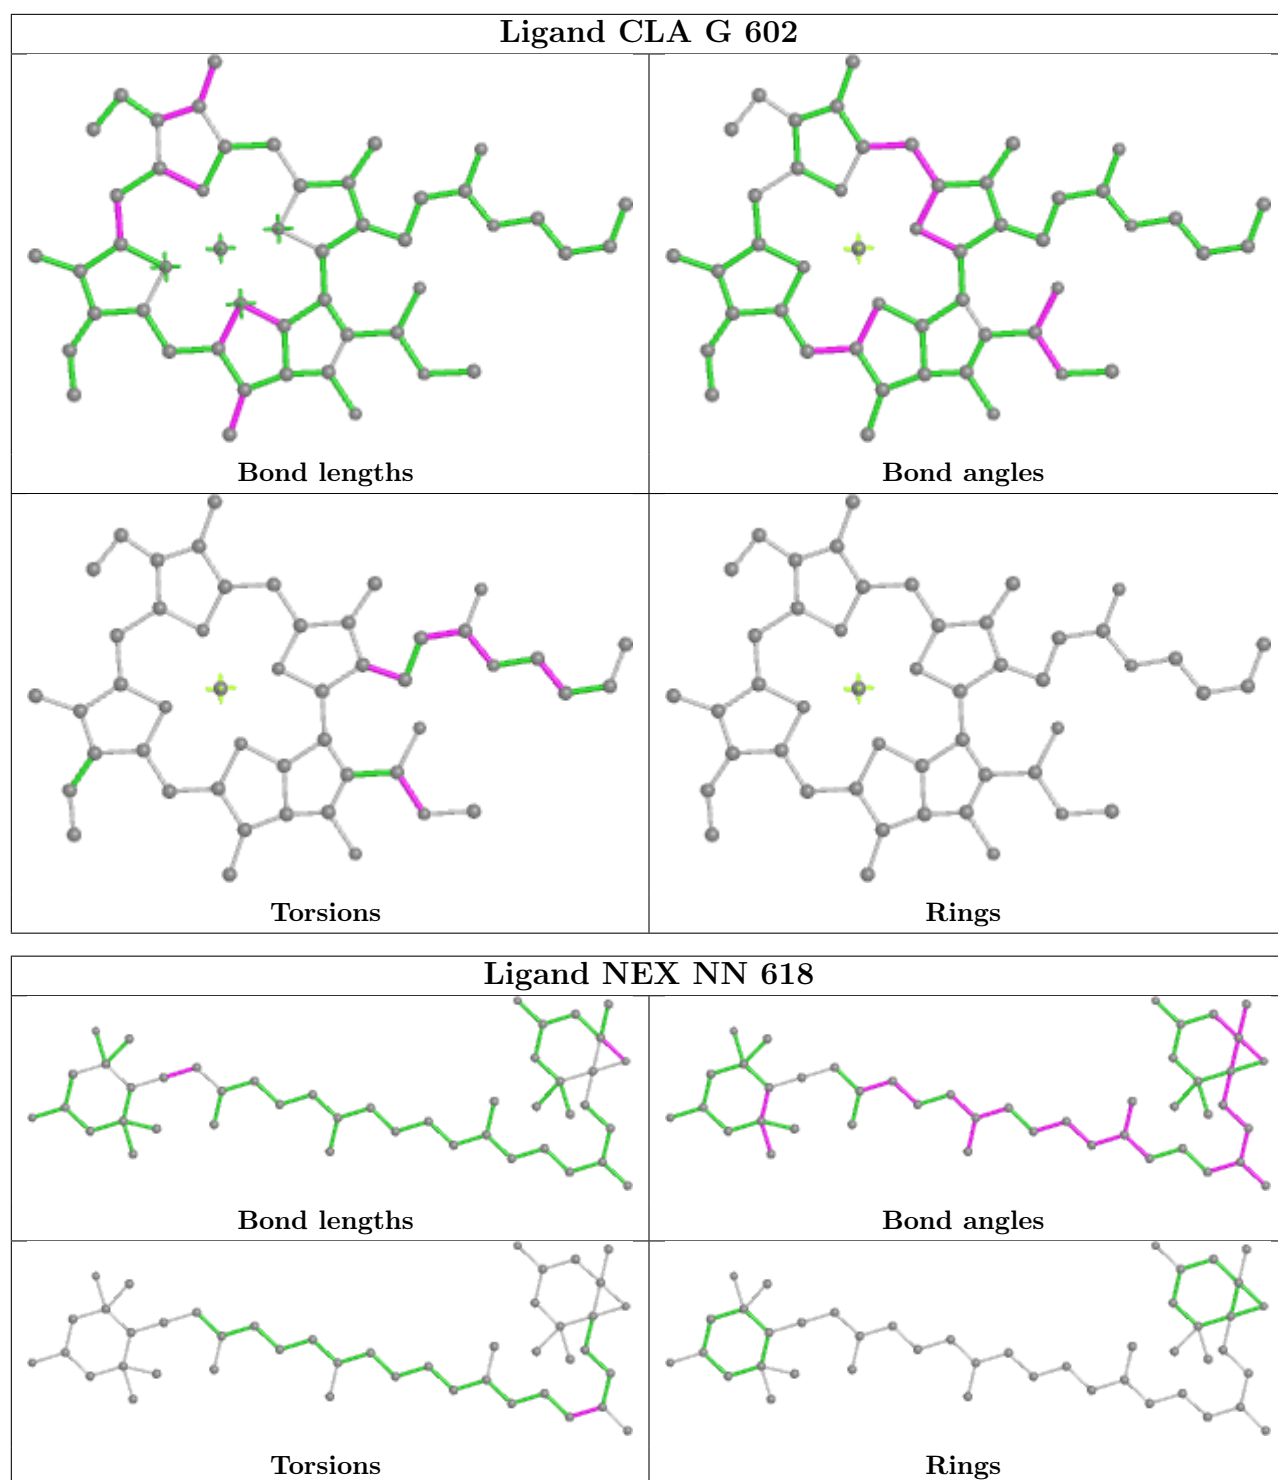 Ligand CLA G 602
Bond lengths
Bond angles
Torsions
Rings
Ligand NEX NN 618
Bond lengths
Bond angles
Torsions
Rings